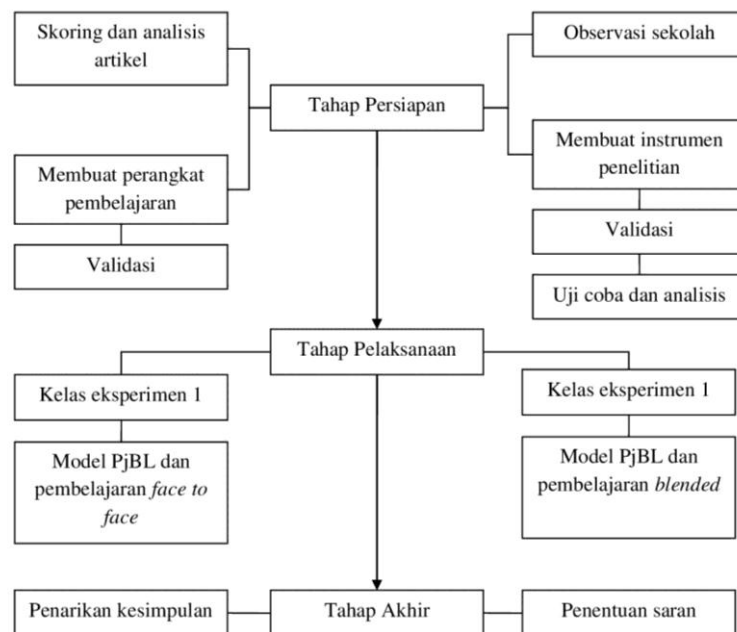 Skoring dan analisis
artikel
Observasi sekolah
Tahap Persiapan
Membuat perangkat
pembelajaran
Membuat instrumen
penelitian
Validasi
Validasi
Uji coba dan analisis
Tahap Pelaksanaan
Kelas eksperimen 1
Kelas eksperimen 1
Model PjBL dan
pembelajaran face to
face
Model PjBL dan
pembelajaran blended
Penarikan kesimpulan
Tahap Akhir
Penentuan saran